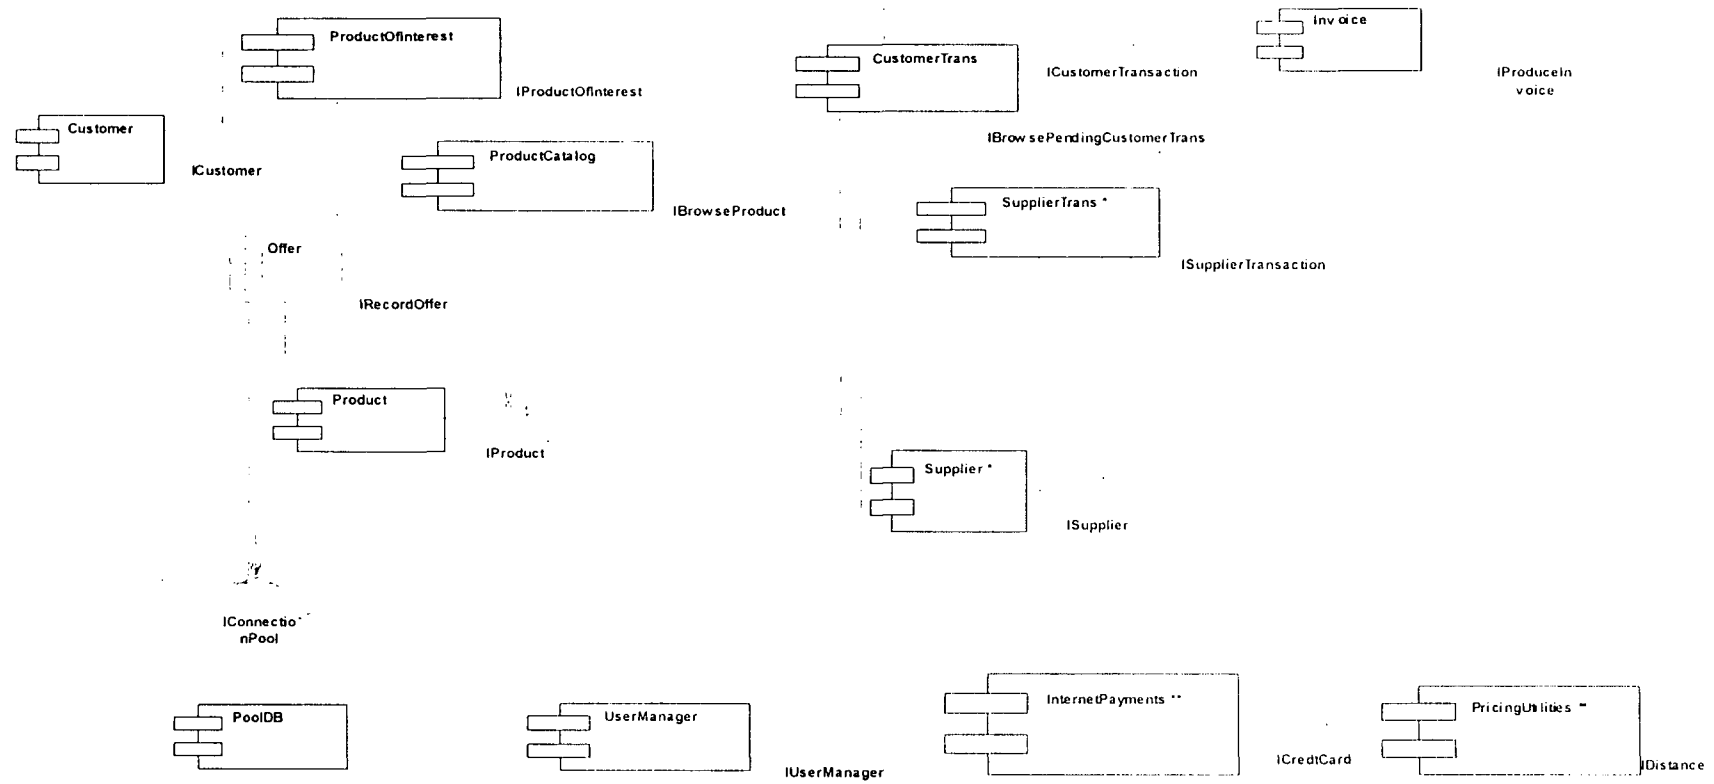 Invoice
ProductOfInterest
CustomerTrans
ICustomerTransaction
IProduceIn
voice
IProductOfInterest
Customer
IBrowsePendingCustomerTrans
ProductCatalog
ICustomer
SupplierTrans *
IBrowseProduct
Offer
ISupplierTransaction
IRecordOffer
Product
IProduct
Supplier *
ISupplier
IConnectio
nPool
InternetPayments **
PricingUtilities **
PoolDB
UserManager
ICreditCard
IDistance
IUserManager